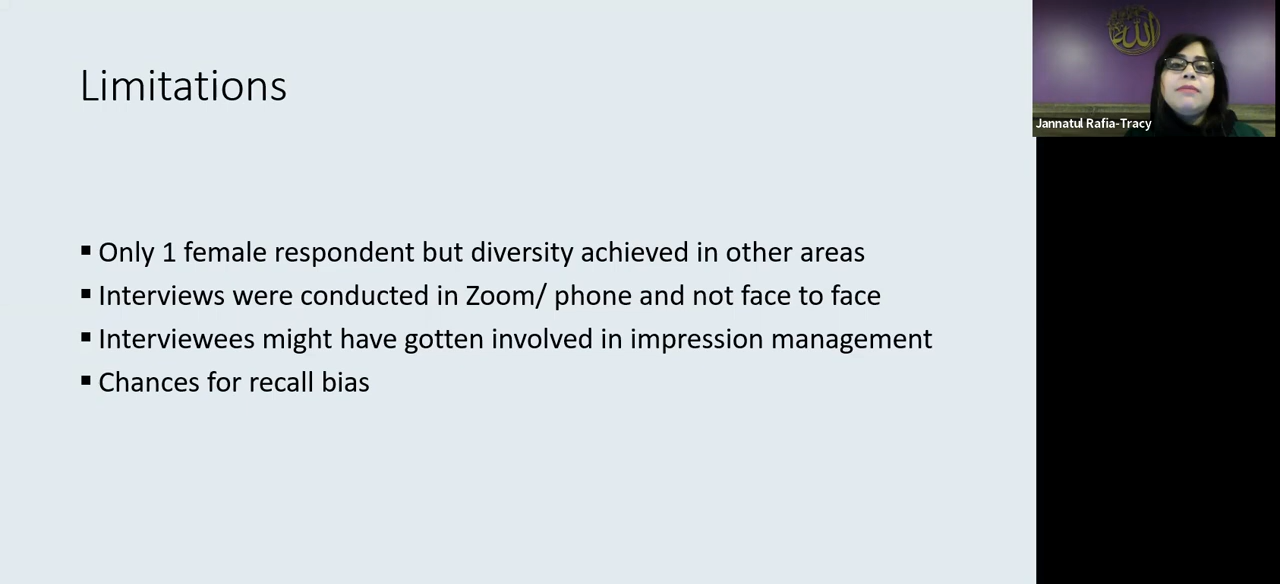 Limitations
▪ Only 1 female respondent but diversity achieved in other areas
▪ Interviews were conducted in Zoom/ phone and not face to face
▪ Interviewees might have gotten involved in impression management
▪ Chances for recall bias
الله
Jannatul Rafia-Tracy